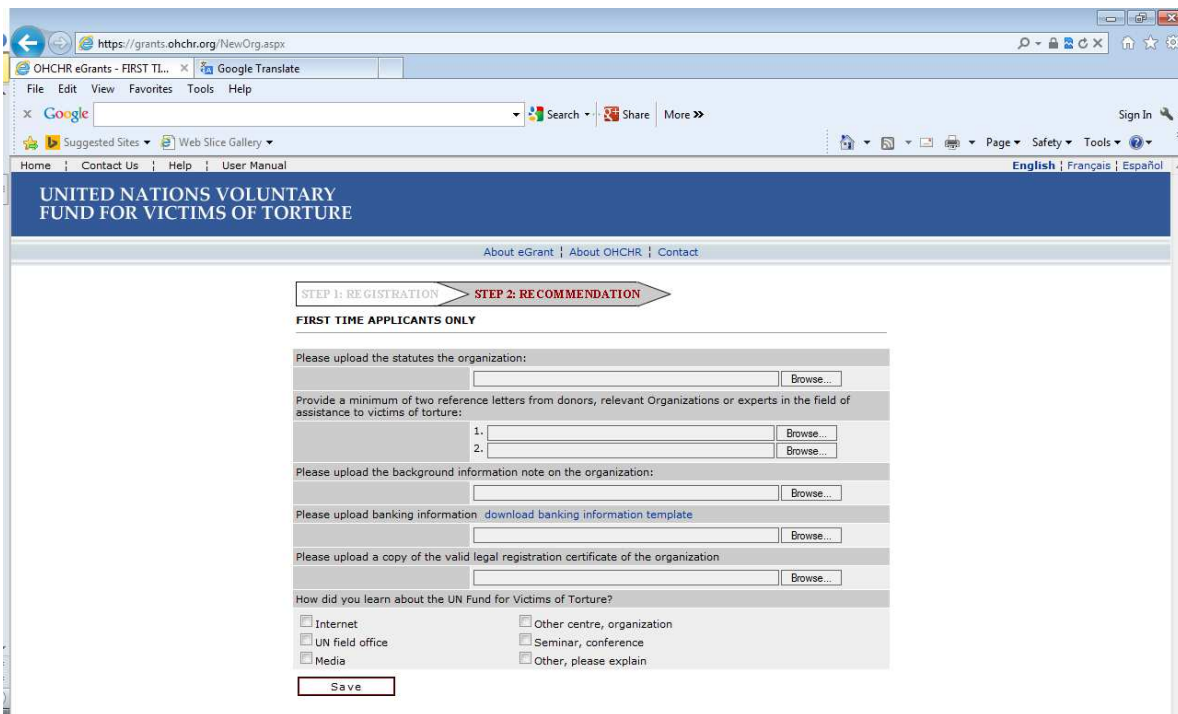 https://grants.ohchr.org/NewOrg.aspx
OHCHR eGrants - FIRST TI... Google Translate
File Edit View Favorites Tools Help
x Google Search Share More »
Sign In
Suggested Sites Web Slice Gallery Page Safety Tools
Home ¦ Contact Us ¦ Help ¦ User Manual English ¦ Français ¦ Español
UNITED NATIONS VOLUNTARY
FUND FOR VICTIMS OF TORTURE
About eGrant ¦ About OHCHR ¦ Contact
STEP 1: REGISTRATION STEP 2: RECOMMENDATION
FIRST TIME APPLICANTS ONLY
Please upload the statutes the organization:
Browse...
Provide a minimum of two reference letters from donors, relevant Organizations or experts in the field of
assistance to victims of torture:
1. Browse...
2. Browse...
Please upload the background information note on the organization:
Browse...
Please upload banking information download banking information template
Browse...
Please upload a copy of the valid legal registration certificate of the organization
Browse...
How did you learn about the UN Fund for Victims of Torture?
Internet Other centre, organization
UN field office Seminar, conference
Media Other, please explain
Save